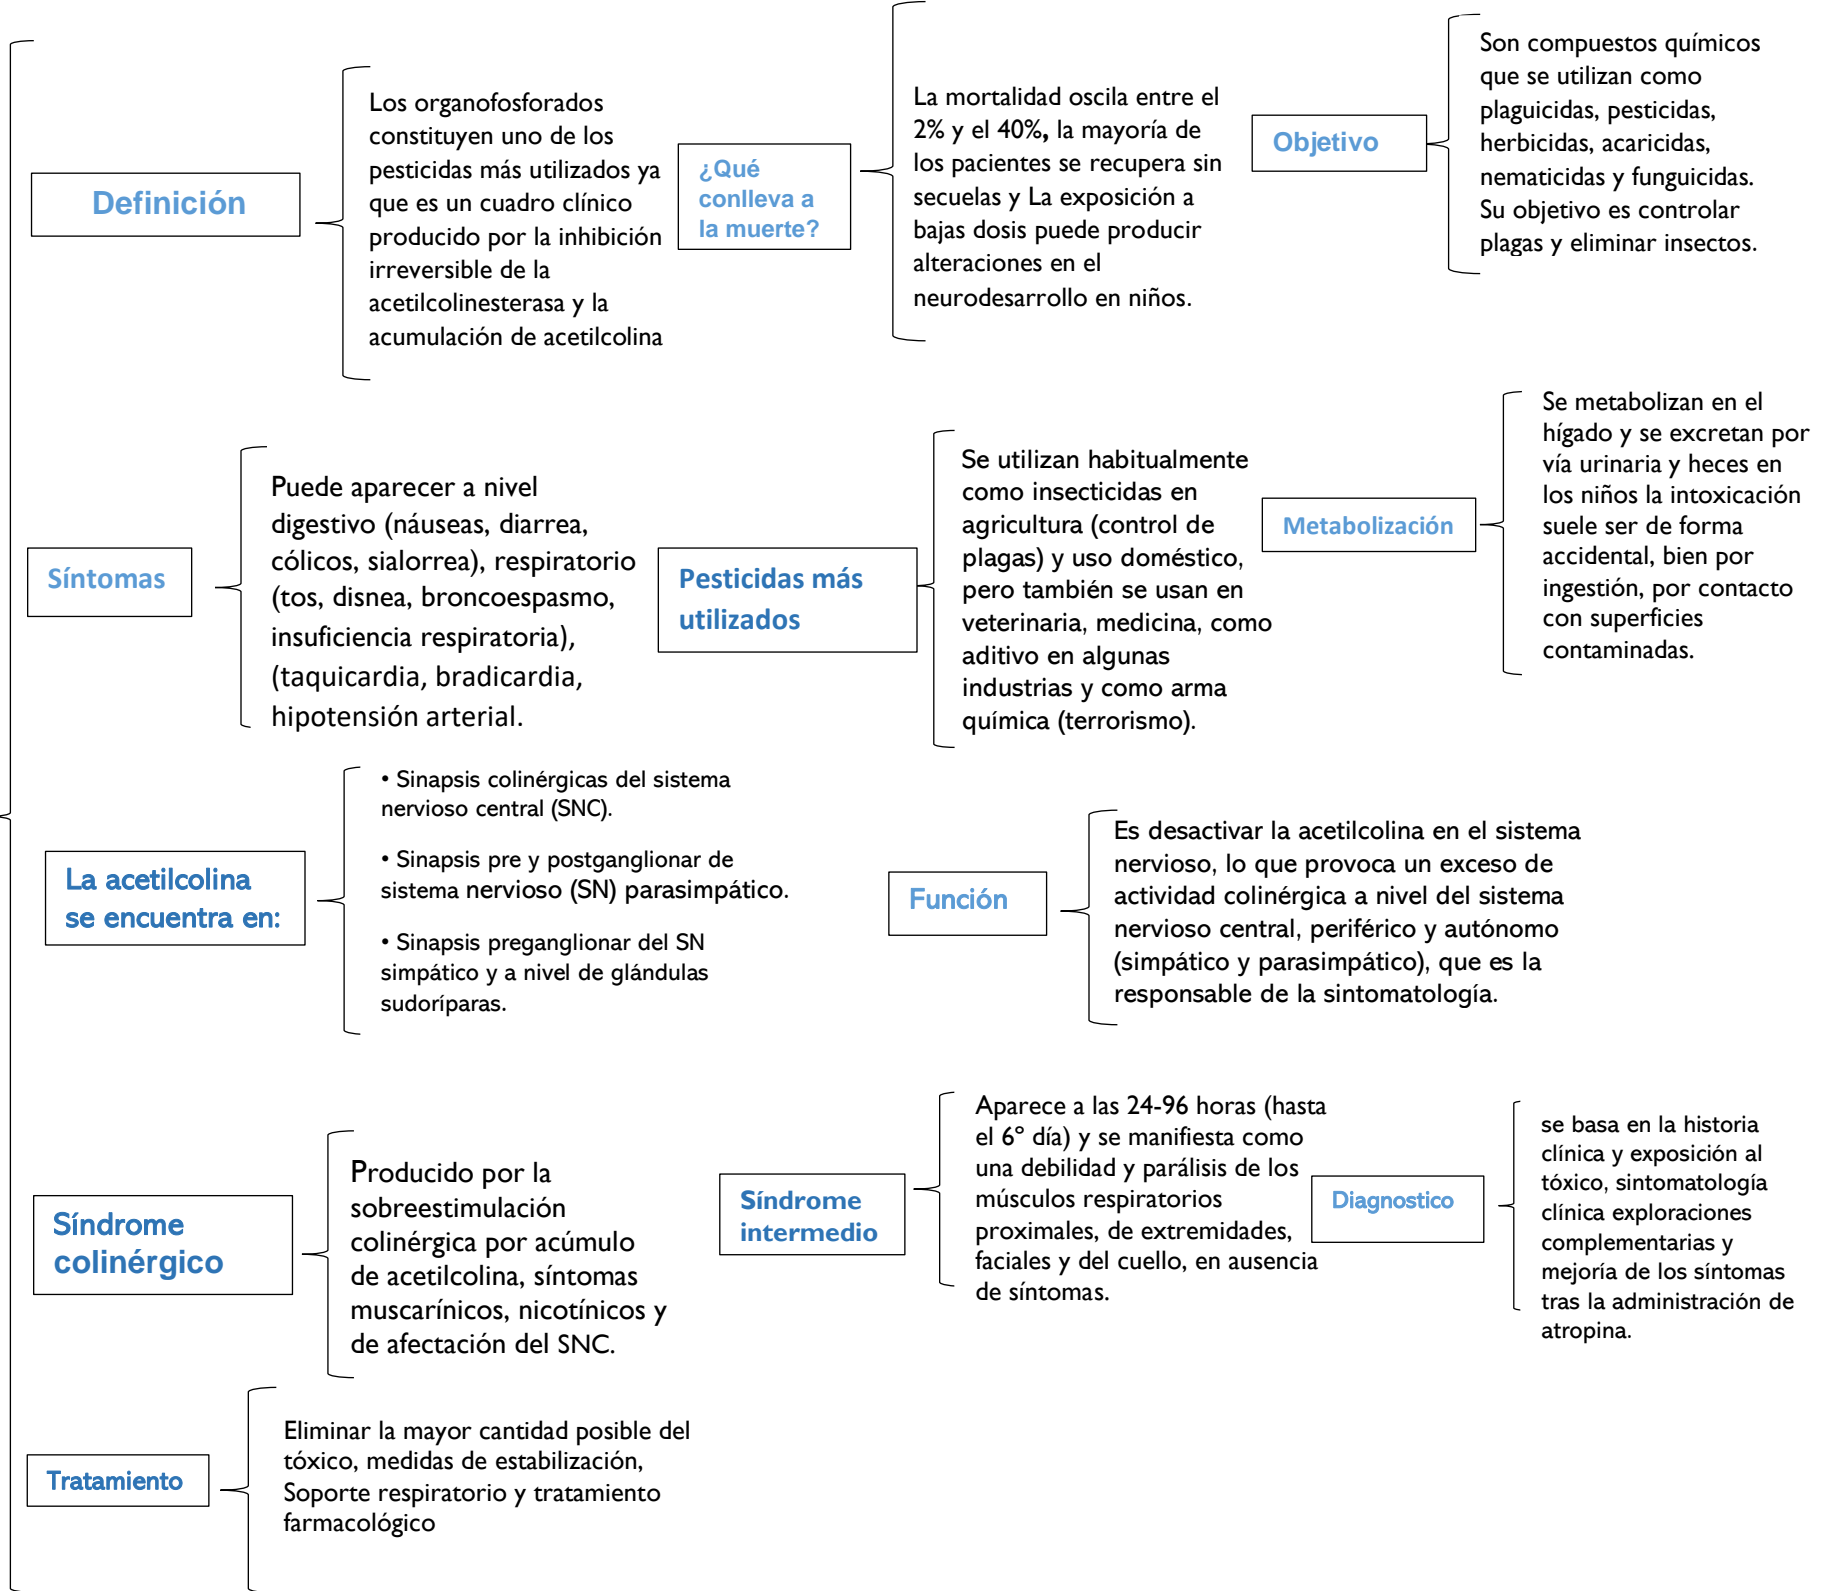 Definición
Los organofosforados
constituyen uno de los
pesticidas más utilizados ya
que es un cuadro clínico
producido por la inhibición
irreversible de la
acetilcolinesterasa y la
acumulación de acetilcolina
¿Qué
conlleva a
la muerte?
La mortalidad oscila entre el
2% y el 40%, la mayoría de
los pacientes se recupera sin
secuelas y La exposición a
bajas dosis puede producir
alteraciones en el
neurodesarrollo en niños.
Objetivo
Son compuestos químicos
que se utilizan como
plaguicidas, pesticidas,
herbicidas, acaricidas,
nematicidas y funguicidas.
Su objetivo es controlar
plagas y eliminar insectos.
Síntomas
Puede aparecer a nivel
digestivo (náuseas, diarrea,
cólicos, sialorrea), respiratorio
(tos, disnea, broncoespasmo,
insuficiencia respiratoria),
(taquicardia, bradicardia,
hipotensión arterial.
Pesticidas más
utilizados
Se utilizan habitualmente
como insecticidas en
agricultura (control de
plagas) y uso doméstico,
pero también se usan en
veterinaria, medicina, como
aditivo en algunas
industrias y como arma
química (terrorismo).
Metabolización
Se metabolizan en el
hígado y se excretan por
vía urinaria y heces en
los niños la intoxicación
suele ser de forma
accidental, bien por
ingestión, por contacto
con superficies
contaminadas.
La acetilcolina
se encuentra en:
• Sinapsis colinérgicas del sistema
nervioso central (SNC).
• Sinapsis pre y postganglionar de
sistema nervioso (SN) parasimpático.
• Sinapsis preganglionar del SN
simpático y a nivel de glándulas
sudoríparas.
Función
Es desactivar la acetilcolina en el sistema
nervioso, lo que provoca un exceso de
actividad colinérgica a nivel del sistema
nervioso central, periférico y autónomo
(simpático y parasimpático), que es la
responsable de la sintomatología.
Síndrome
colinérgico
Producido por la
sobreestimulación
colinérgica por acúmulo
de acetilcolina, síntomas
muscarínicos, nicotínicos y
de afectación del SNC.
Síndrome
intermedio
Aparece a las 24-96 horas (hasta
el 6º día) y se manifiesta como
una debilidad y parálisis de los
músculos respiratorios
proximales, de extremidades,
faciales y del cuello, en ausencia
de síntomas.
Diagnostico
se basa en la historia
clínica y exposición al
tóxico, sintomatología
clínica exploraciones
complementarias y
mejoría de los síntomas
tras la administración de
atropina.
Tratamiento
Eliminar la mayor cantidad posible del
tóxico, medidas de estabilización,
Soporte respiratorio y tratamiento
farmacológico